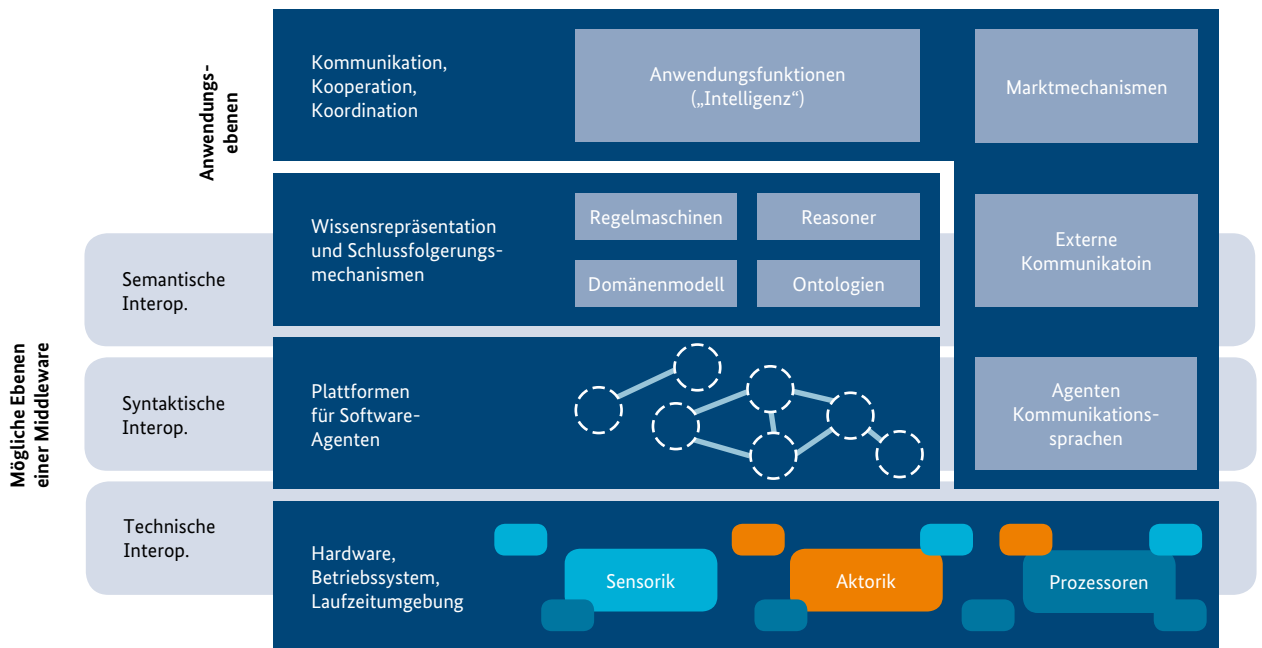 Anwendungs-
ebenen
Kommunikation,
Kooperation,
Koordination
Anwendungsfunktionen
(„Intelligenz“)
Marktmechanismen
Mögliche Ebenen
einer Middleware
Semantische
Interop.
Wissensrepräsentation
und Schlussfolgerungs-
mechanismen
Regelmaschinen
Reasoner
Domänenmodell
Ontologien
Externe
Kommunikatoin
Syntaktische
Interop.
Plattformen
für Software-
Agenten
Agenten
Kommunikations-
sprachen
Technische
Interop.
Hardware,
Betriebssystem,
Laufzeitumgebung
Sensorik
Aktorik
Prozessoren